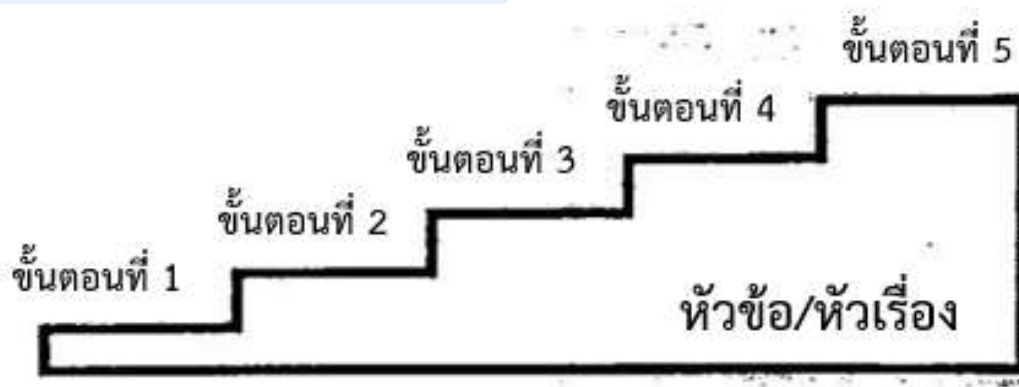 ขั้นตอนที่ 5
ขั้นตอนที่ 4
ขั้นตอนที่ 3
ขั้นตอนที่ 2
ขั้นตอนที่ 1
หัวข้อ/หัวเรื่อง